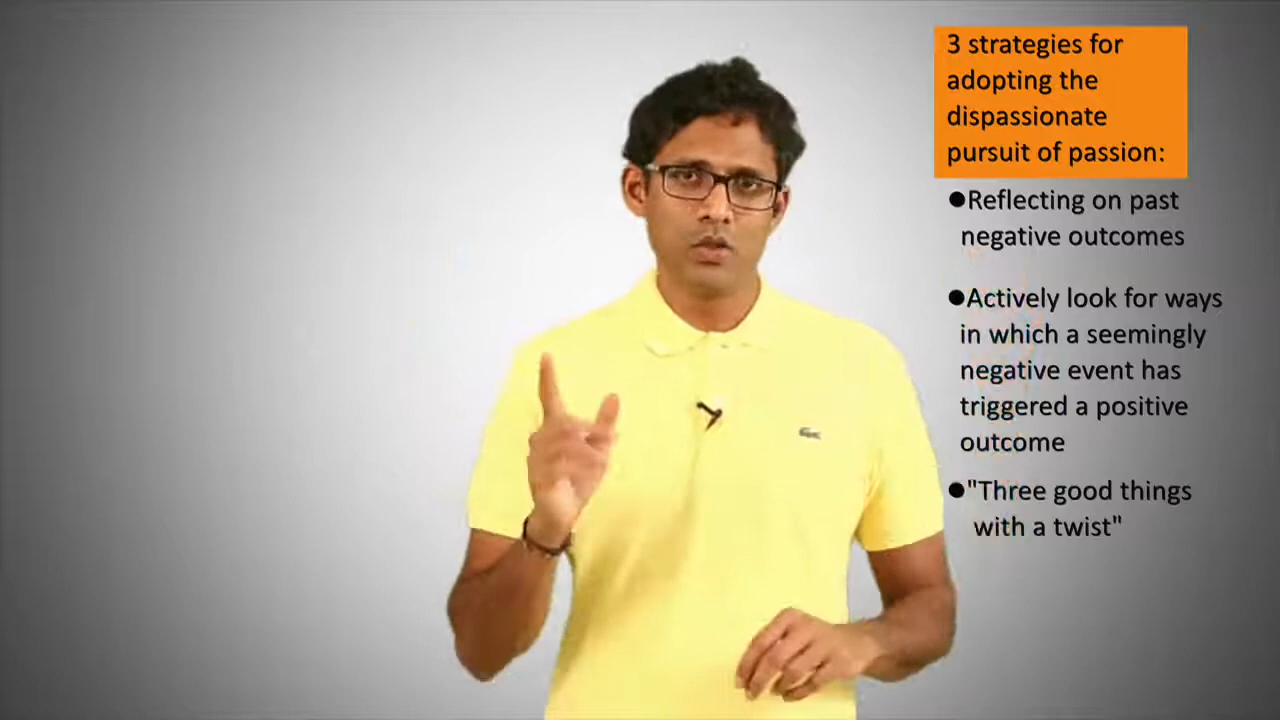 3 strategies for
adopting the
dispassionate
pursuit of passion:
●Reflecting on past
negative outcomes
●Actively look for ways
in which a seemingly
negative event has
triggered a positive
outcome
●"Three good things
with a twist"